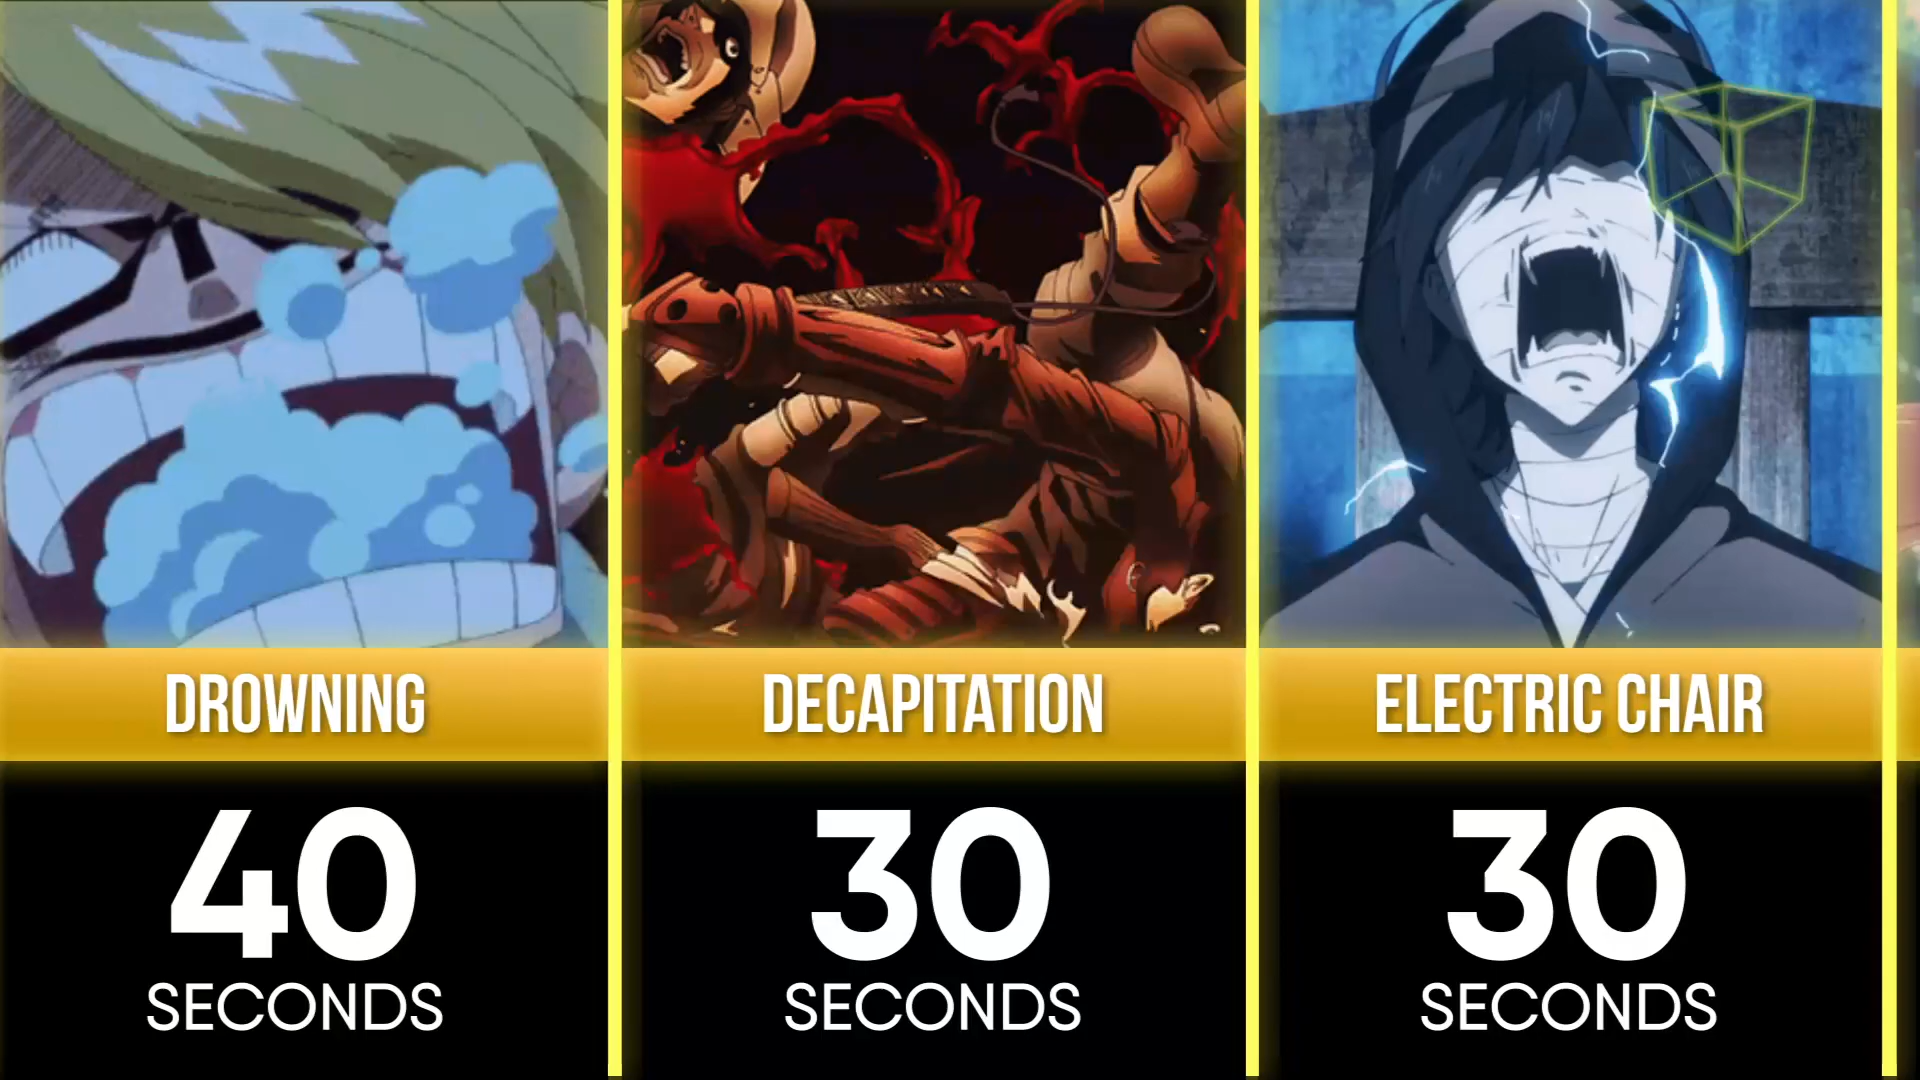 DROWNING
40
SECONDS
DECAPITATION
30
SECONDS
ELECTRIC CHAIR
30
SECONDS